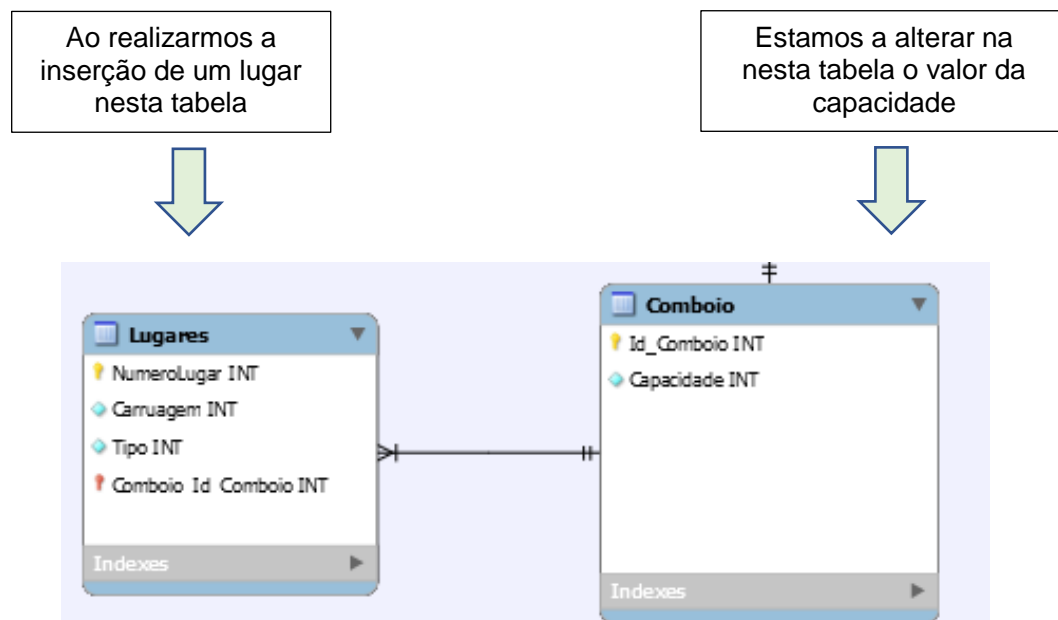 Ao realizarmos a
inserção de um lugar
nesta tabela
Estamos a alterar na
nesta tabela o valor da
capacidade
Lugares
NumeroLugar INT
Carruagem INT
Tipo INT
Comboio_Id_Comboio INT
Indexes
Comboio
Id_Comboio INT
Capacidade INT
Indexes